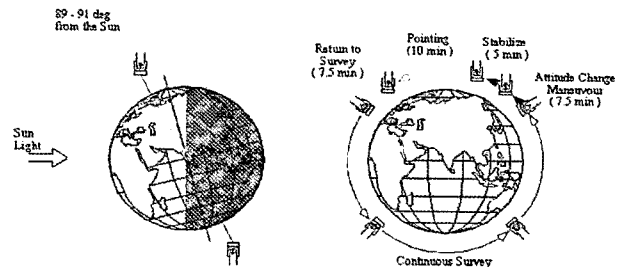 89 - 91 deg
from the Sun
Sun
Light
Return to
Survey
( 7.5 min )
Pointing
(10 min )
Stabilize
( 5 min )
Attitude Change
Manuvour
( 7.5 min )
Continuous Survey